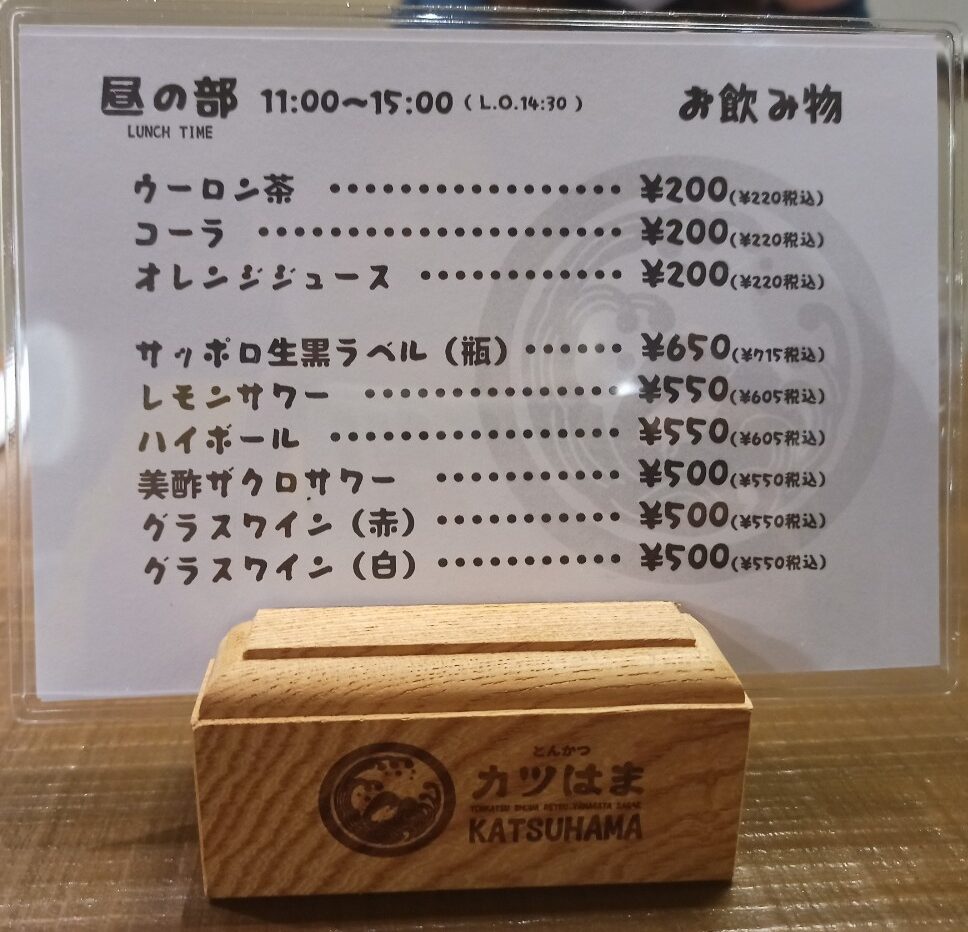 昼の部 11:00~15:00 (L.O.14:30) お飲み物
LUNCH TIME
ウーロン茶 ・・・・・・・・・・・・・・・・・・・・ ¥200(¥220税込)
コーラ ・・・・・・・・・・・・・・・・・・・・・・・・・ ¥200(¥220税込)
オレンジジュース ・・・・・・・・・・・・・・ ¥200(¥220税込)
サッポロ生黒ラベル(瓶) ・・・・・・ ¥650(¥715税込)
レモンサワー ・・・・・・・・・・・・・・・・・・ ¥550(¥605税込)
ハイボール ・・・・・・・・・・・・・・・・・・・・ ¥550(¥605税込)
美酢ザクロサワー ・・・・・・・・・・・・・ ¥500(¥550税込)
グラスワイン(赤) ・・・・・・・・・・・・・ ¥500(¥550税込)
グラスワイン(白) ・・・・・・・・・・・・・ ¥500(¥550税込)
とんかつ
カツはま
KATSUHAMA